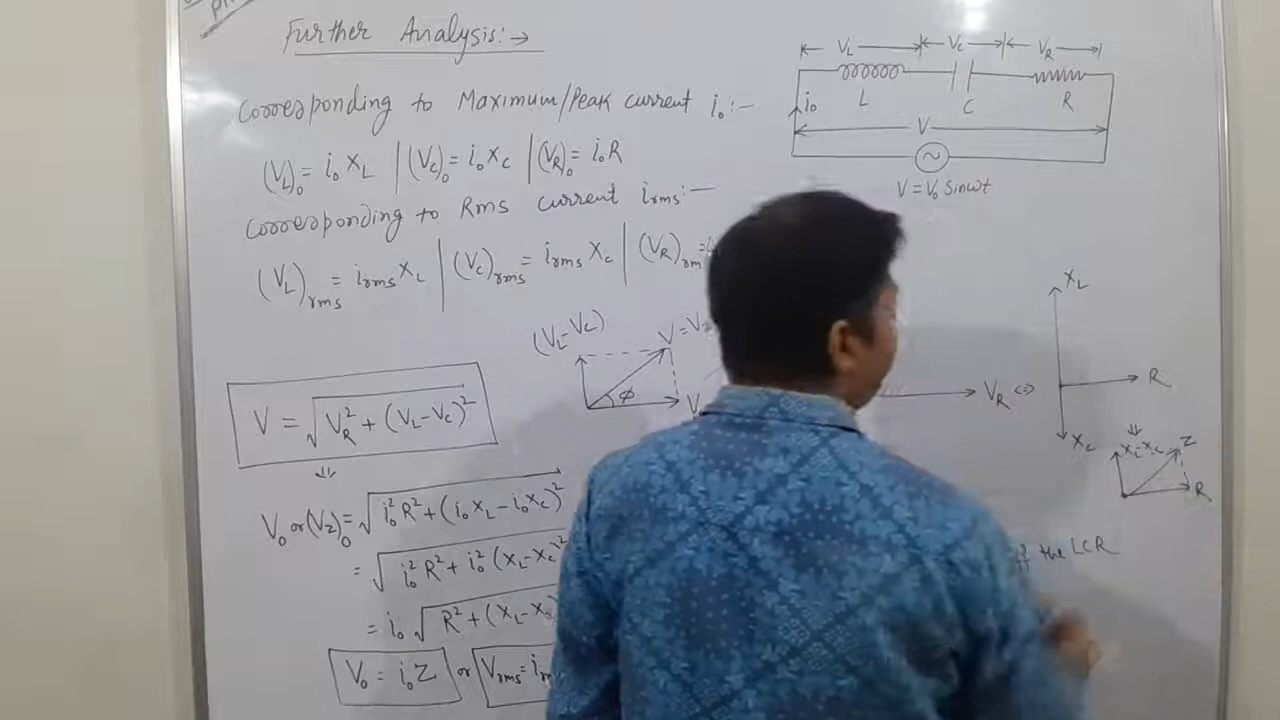 Further Analysis:→
Corresponding to Maximum/Peak current i₀:—
(V_L)₀ = i₀ X_L | (V_C)₀ = i₀ X_C | (V_R)₀ = i₀ R
Corresponding to Rms current i_rms:—
(V_L)_rms = i_rms X_L | (V_C)_rms = i_rms X_C | (V_R)_rm =
V_L V_C V_R
i₀ L C R
V
V = V₀ sinωt
(V_L - V_C) V =
φ
V = √(V_R² + (V_L - V_C)²)
⇓
V₀ or (V_Z)₀ = √(i₀² R² + (i₀ X_L - i₀ X_C)²
= √(i₀² R² + i₀² (X_L - X_C)²
= i₀ √(R² + (X_L - X_C
V₀ = i₀ Z or V_rms =
V_R ⇔
X_L
R
X_C
⇓
X_L - X_C Z
R
the LCR